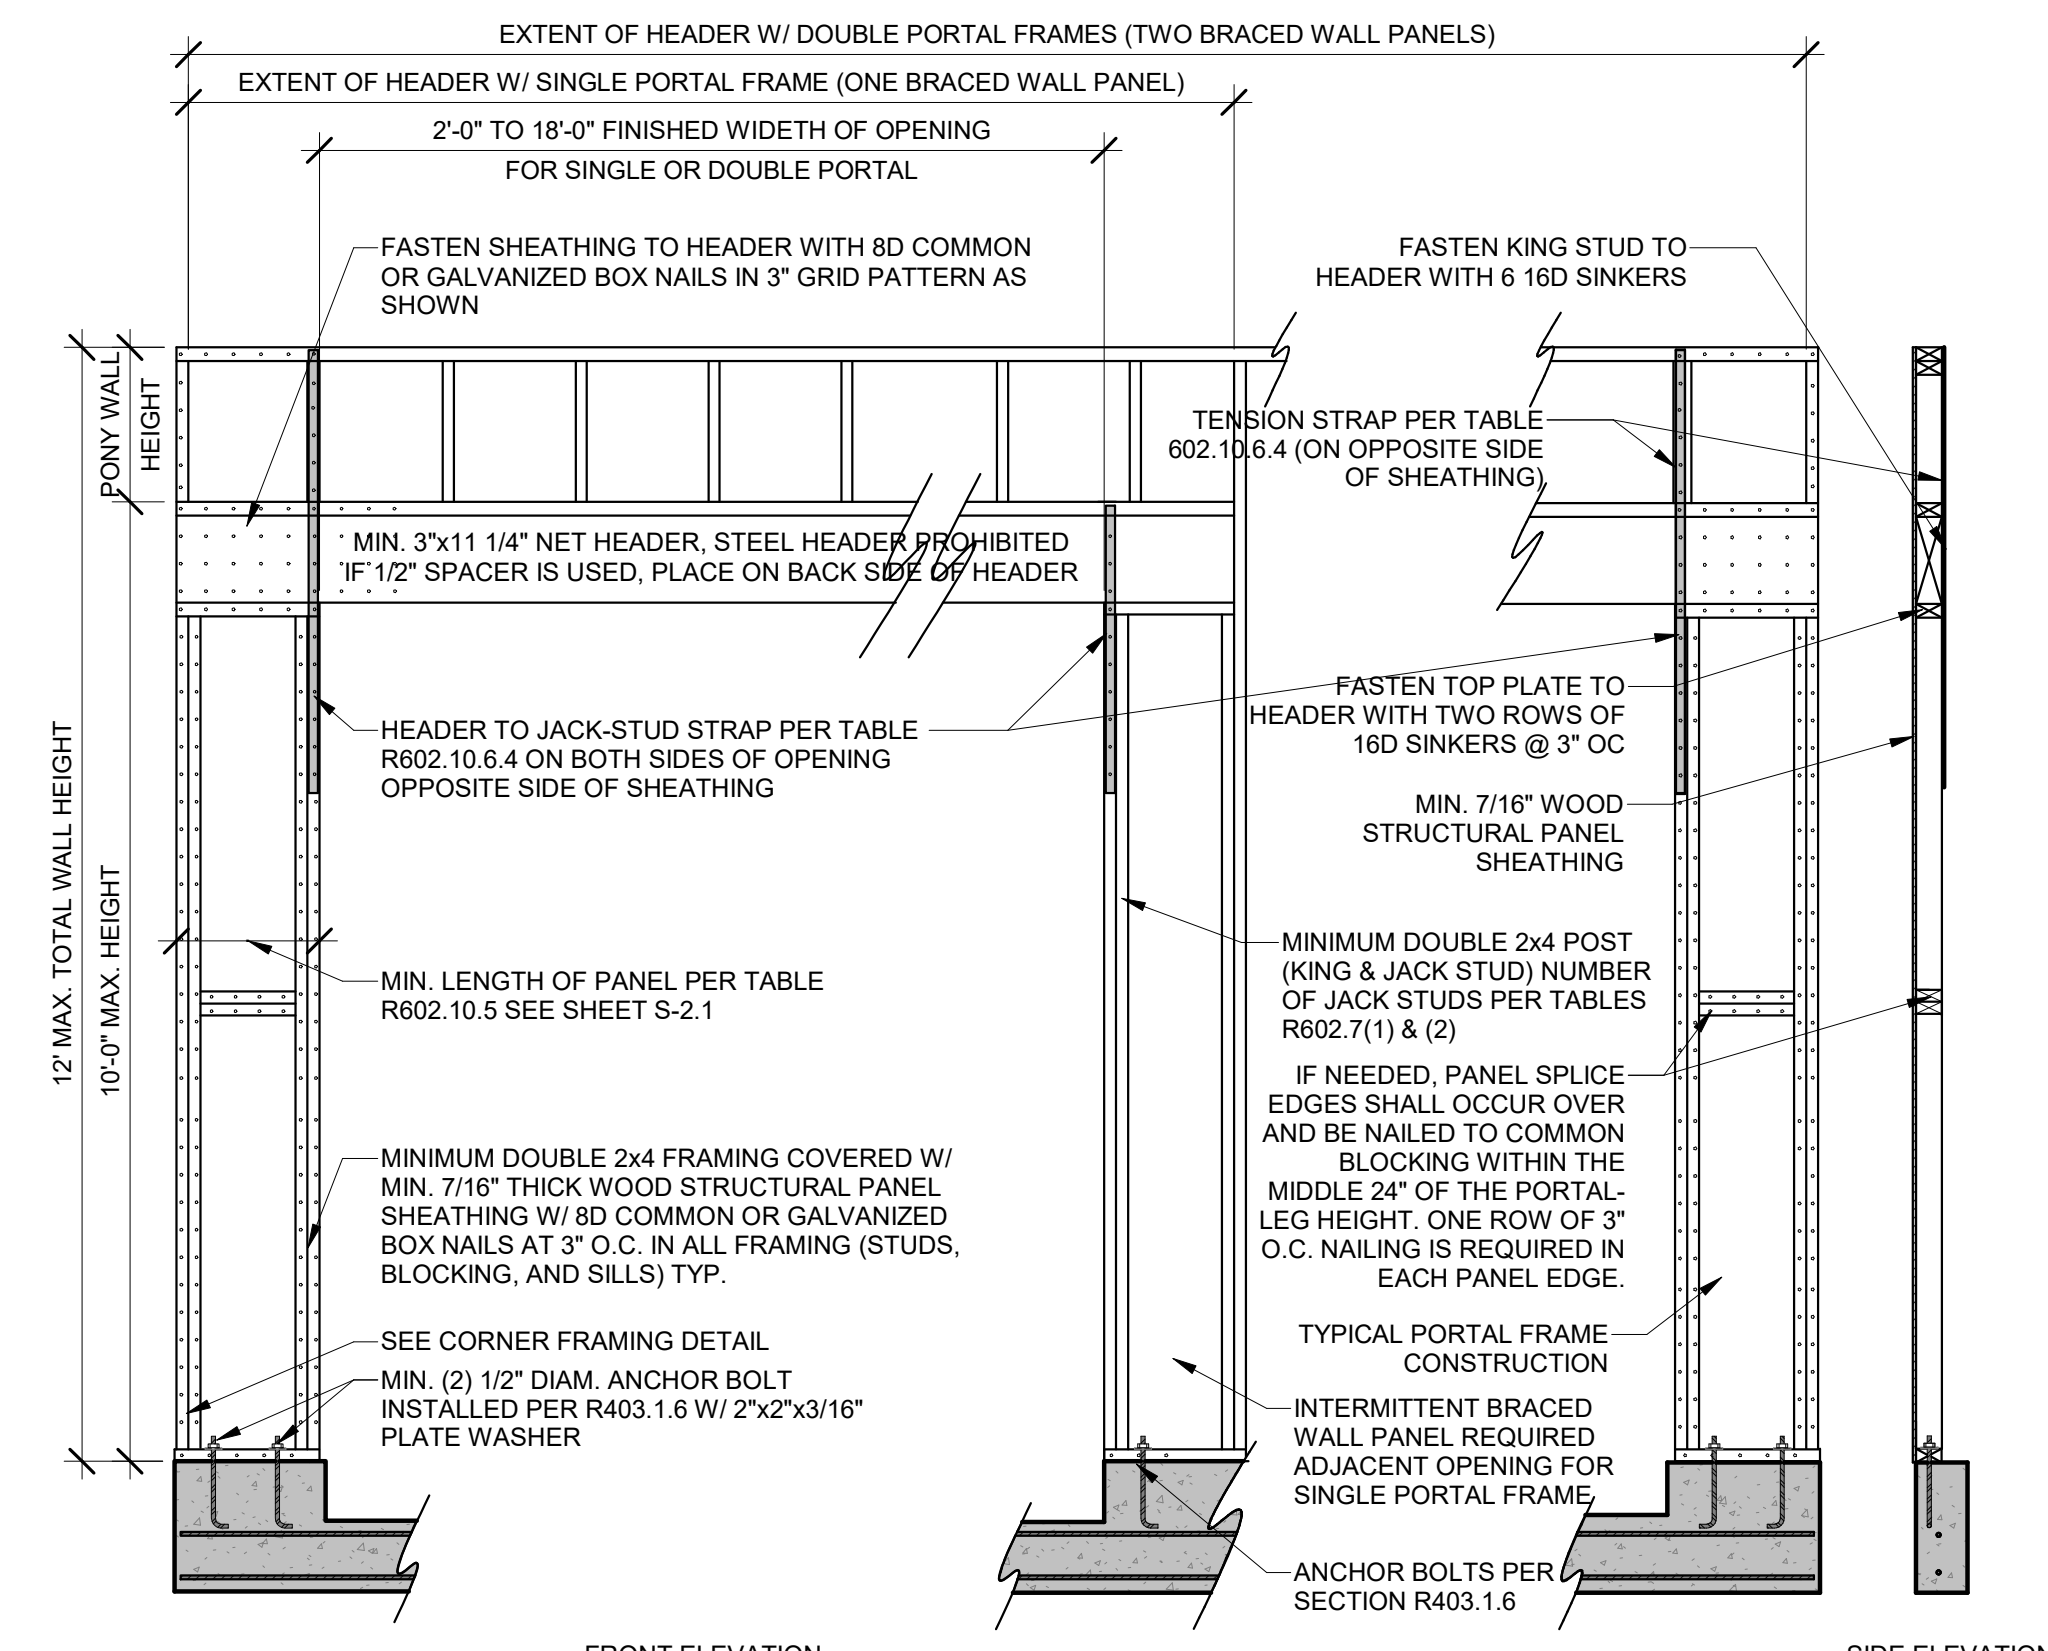 EXTENT OF HEADER W/ DOUBLE PORTAL FRAMES (TWO BRACED WALL PANELS)
EXTENT OF HEADER W/ SINGLE PORTAL FRAME (ONE BRACED WALL PANEL)
2'-0" TO 18'-0" FINISHED WIDETH OF OPENING
FOR SINGLE OR DOUBLE PORTAL
FASTEN SHEATHING TO HEADER WITH 8D COMMON
OR GALVANIZED BOX NAILS IN 3" GRID PATTERN AS
SHOWN
FASTEN KING STUD TO
HEADER WITH 6 16D SINKERS
PONY WALL
HEIGHT
TENSION STRAP PER TABLE
602.10.6.4 (ON OPPOSITE SIDE
OF SHEATHING)
MIN. 3"x11 1/4" NET HEADER, STEEL HEADER PROHIBITED
IF 1/2" SPACER IS USED, PLACE ON BACK SIDE OF HEADER
12' MAX. TOTAL WALL HEIGHT
10'-0" MAX. HEIGHT
HEADER TO JACK-STUD STRAP PER TABLE
R602.10.6.4 ON BOTH SIDES OF OPENING
OPPOSITE SIDE OF SHEATHING
FASTEN TOP PLATE TO
HEADER WITH TWO ROWS OF
16D SINKERS @ 3" OC
MIN. 7/16" WOOD
STRUCTURAL PANEL
SHEATHING
MIN. LENGTH OF PANEL PER TABLE
R602.10.5 SEE SHEET S-2.1
MINIMUM DOUBLE 2x4 POST
(KING & JACK STUD) NUMBER
OF JACK STUDS PER TABLES
R602.7(1) & (2)
IF NEEDED, PANEL SPLICE
EDGES SHALL OCCUR OVER
AND BE NAILED TO COMMON
BLOCKING WITHIN THE
MIDDLE 24" OF THE PORTAL-
LEG HEIGHT. ONE ROW OF 3"
O.C. NAILING IS REQUIRED IN
EACH PANEL EDGE.
MINIMUM DOUBLE 2x4 FRAMING COVERED W/
MIN. 7/16" THICK WOOD STRUCTURAL PANEL
SHEATHING W/ 8D COMMON OR GALVANIZED
BOX NAILS AT 3" O.C. IN ALL FRAMING (STUDS,
BLOCKING, AND SILLS) TYP.
SEE CORNER FRAMING DETAIL
MIN. (2) 1/2" DIAM. ANCHOR BOLT
INSTALLED PER R403.1.6 W/ 2"x2"x3/16"
PLATE WASHER
TYPICAL PORTAL FRAME
CONSTRUCTION
INTERMITTENT BRACED
WALL PANEL REQUIRED
ADJACENT OPENING FOR
SINGLE PORTAL FRAME
ANCHOR BOLTS PER
SECTION R403.1.6
FRONT ELEVATION
SIDE ELEVATION